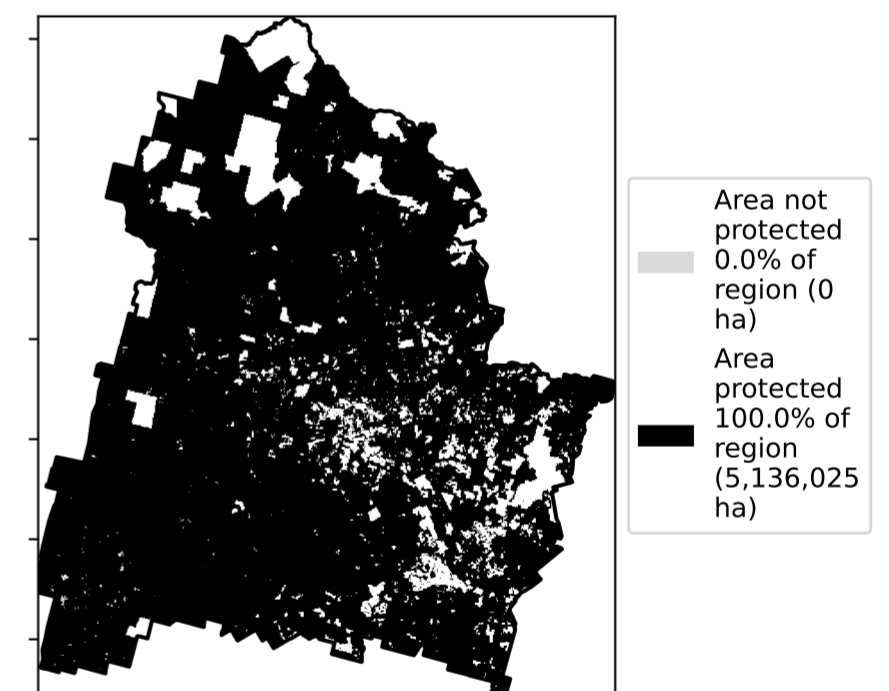 Area not
protected
0.0% of
region (0
ha)
Area
protected
100.0% of
region
(5,136,025
ha)